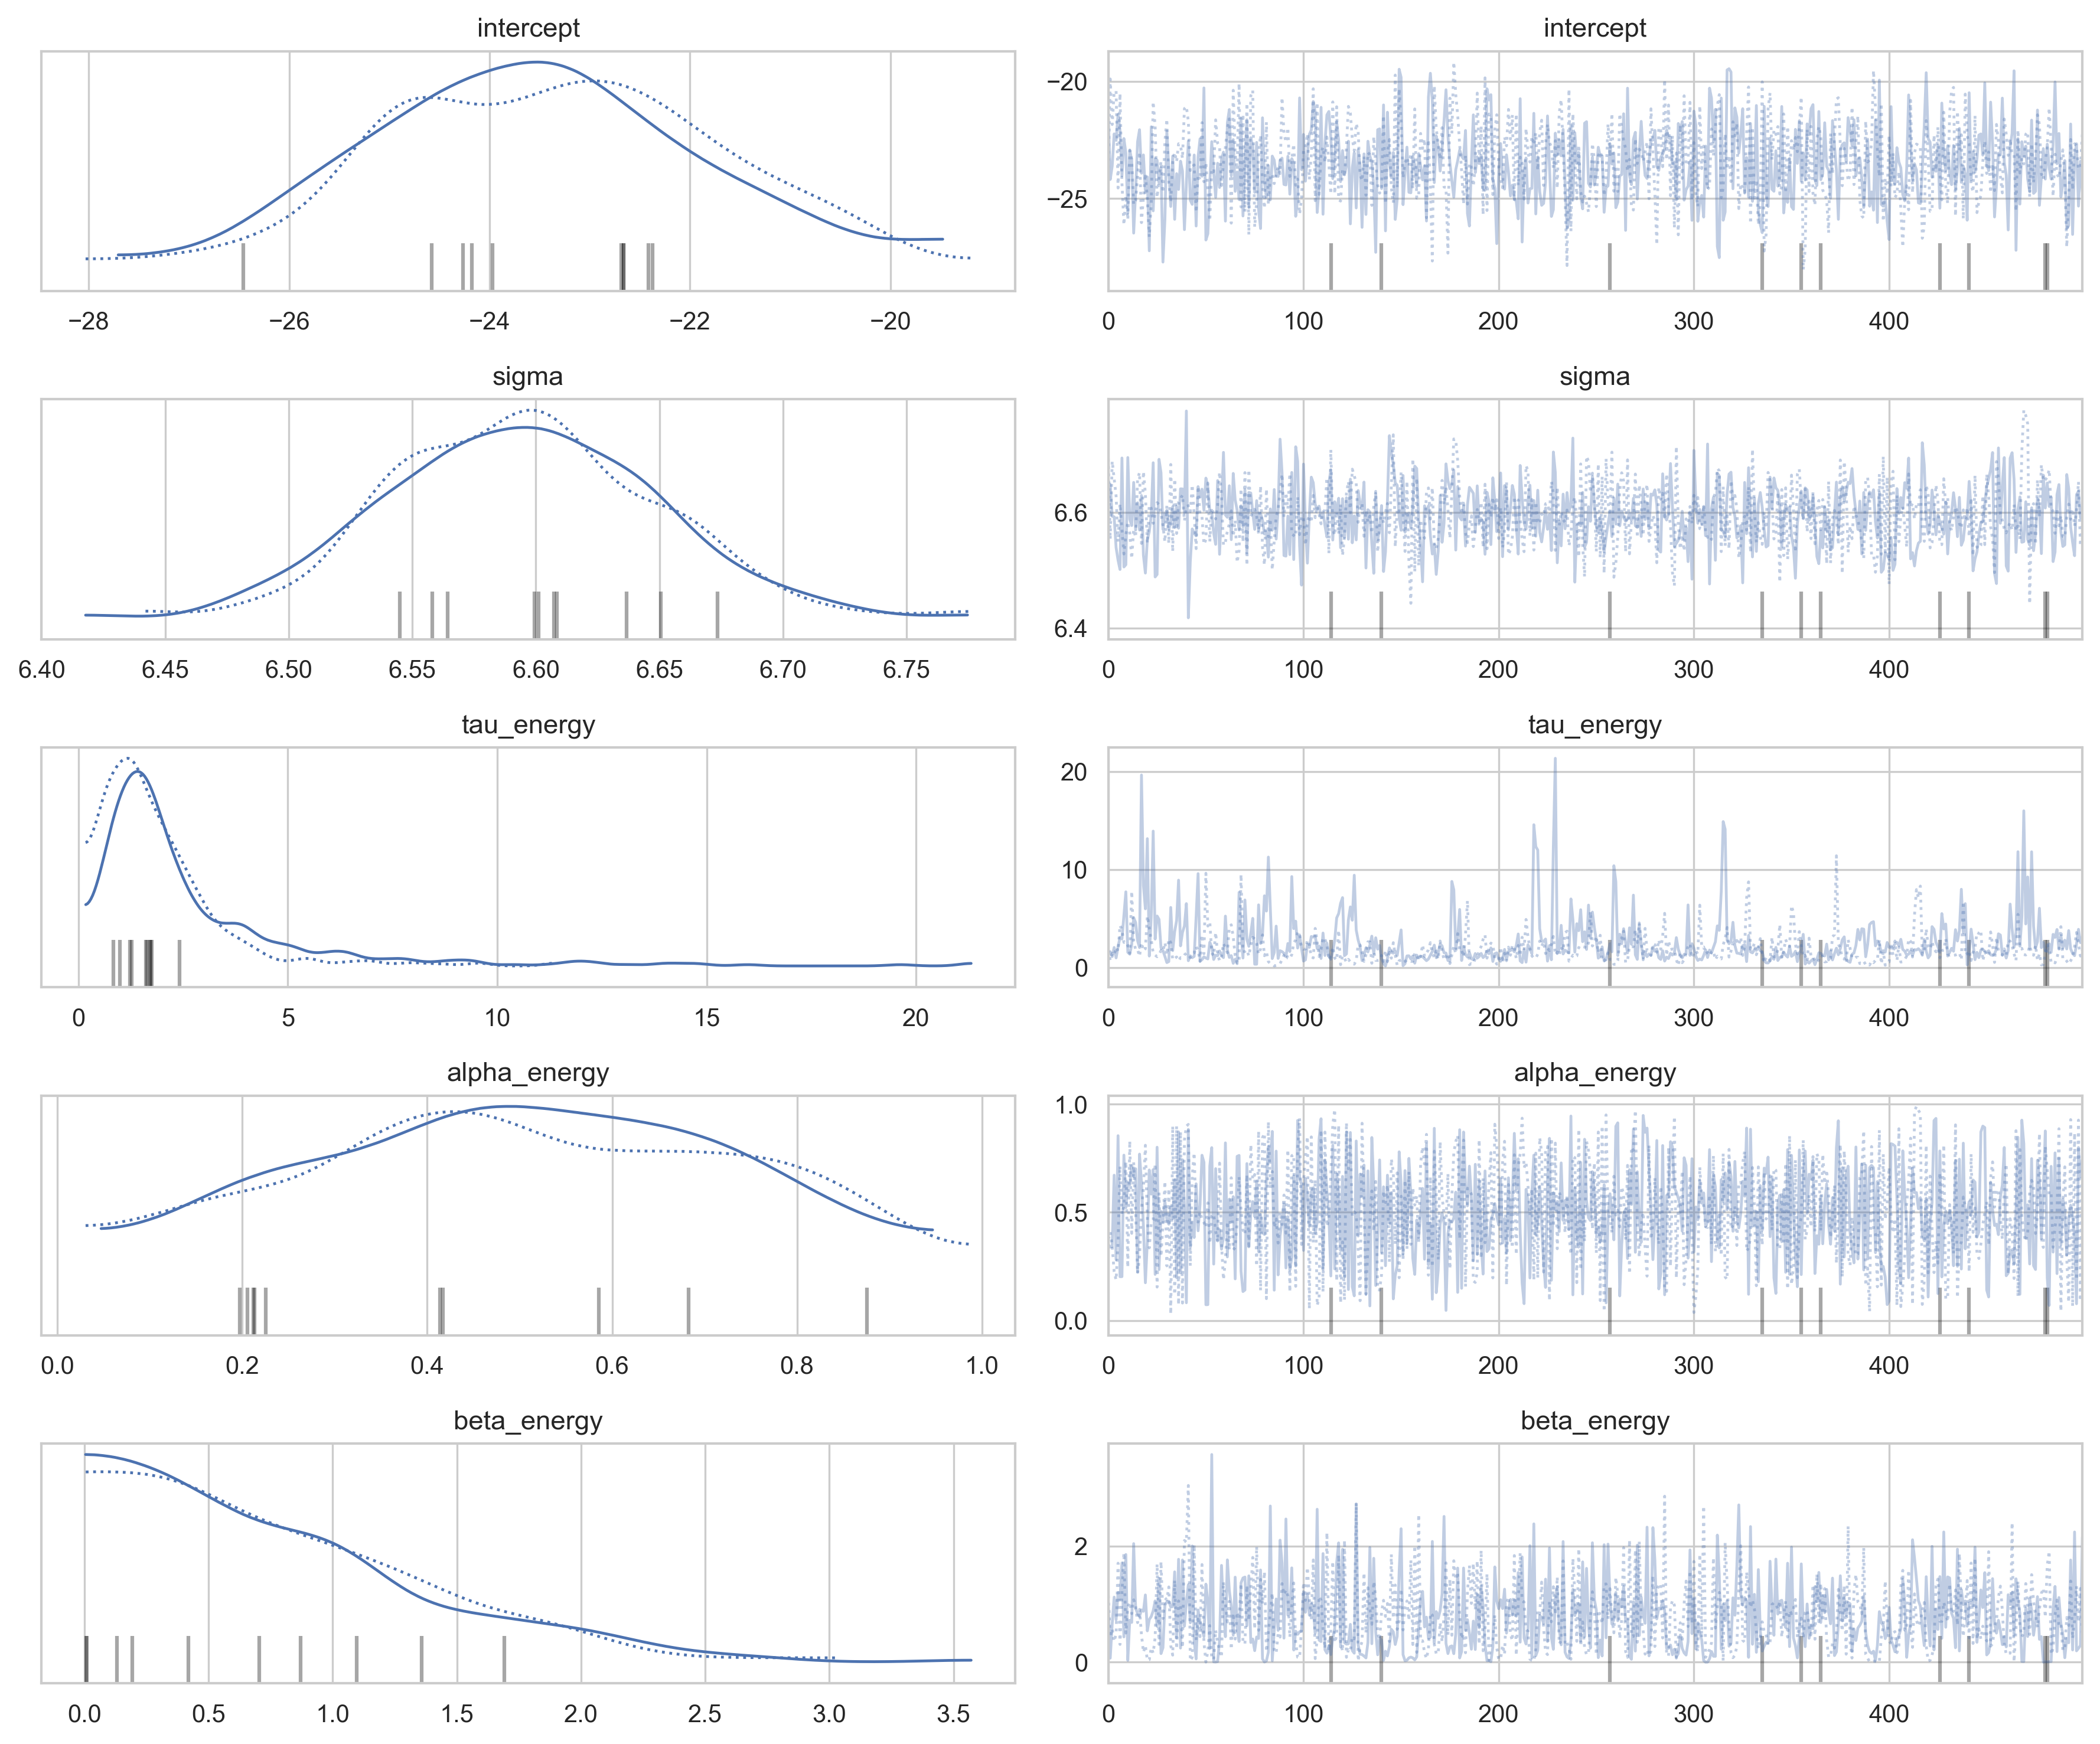 intercept intercept
−20
−25
−28 −26 −24 −22 −20 0 100 200 300 400
sigma sigma
6.6
6.4
6.40 6.45 6.50 6.55 6.60 6.65 6.70 6.75 0 100 200 300 400
tau_energy tau_energy
20
10
0
0 5 10 15 20 0 100 200 300 400
alpha_energy alpha_energy
1.0
0.5
0.0
0.0 0.2 0.4 0.6 0.8 1.0 0 100 200 300 400
beta_energy beta_energy
2
0
0.0 0.5 1.0 1.5 2.0 2.5 3.0 3.5 0 100 200 300 400